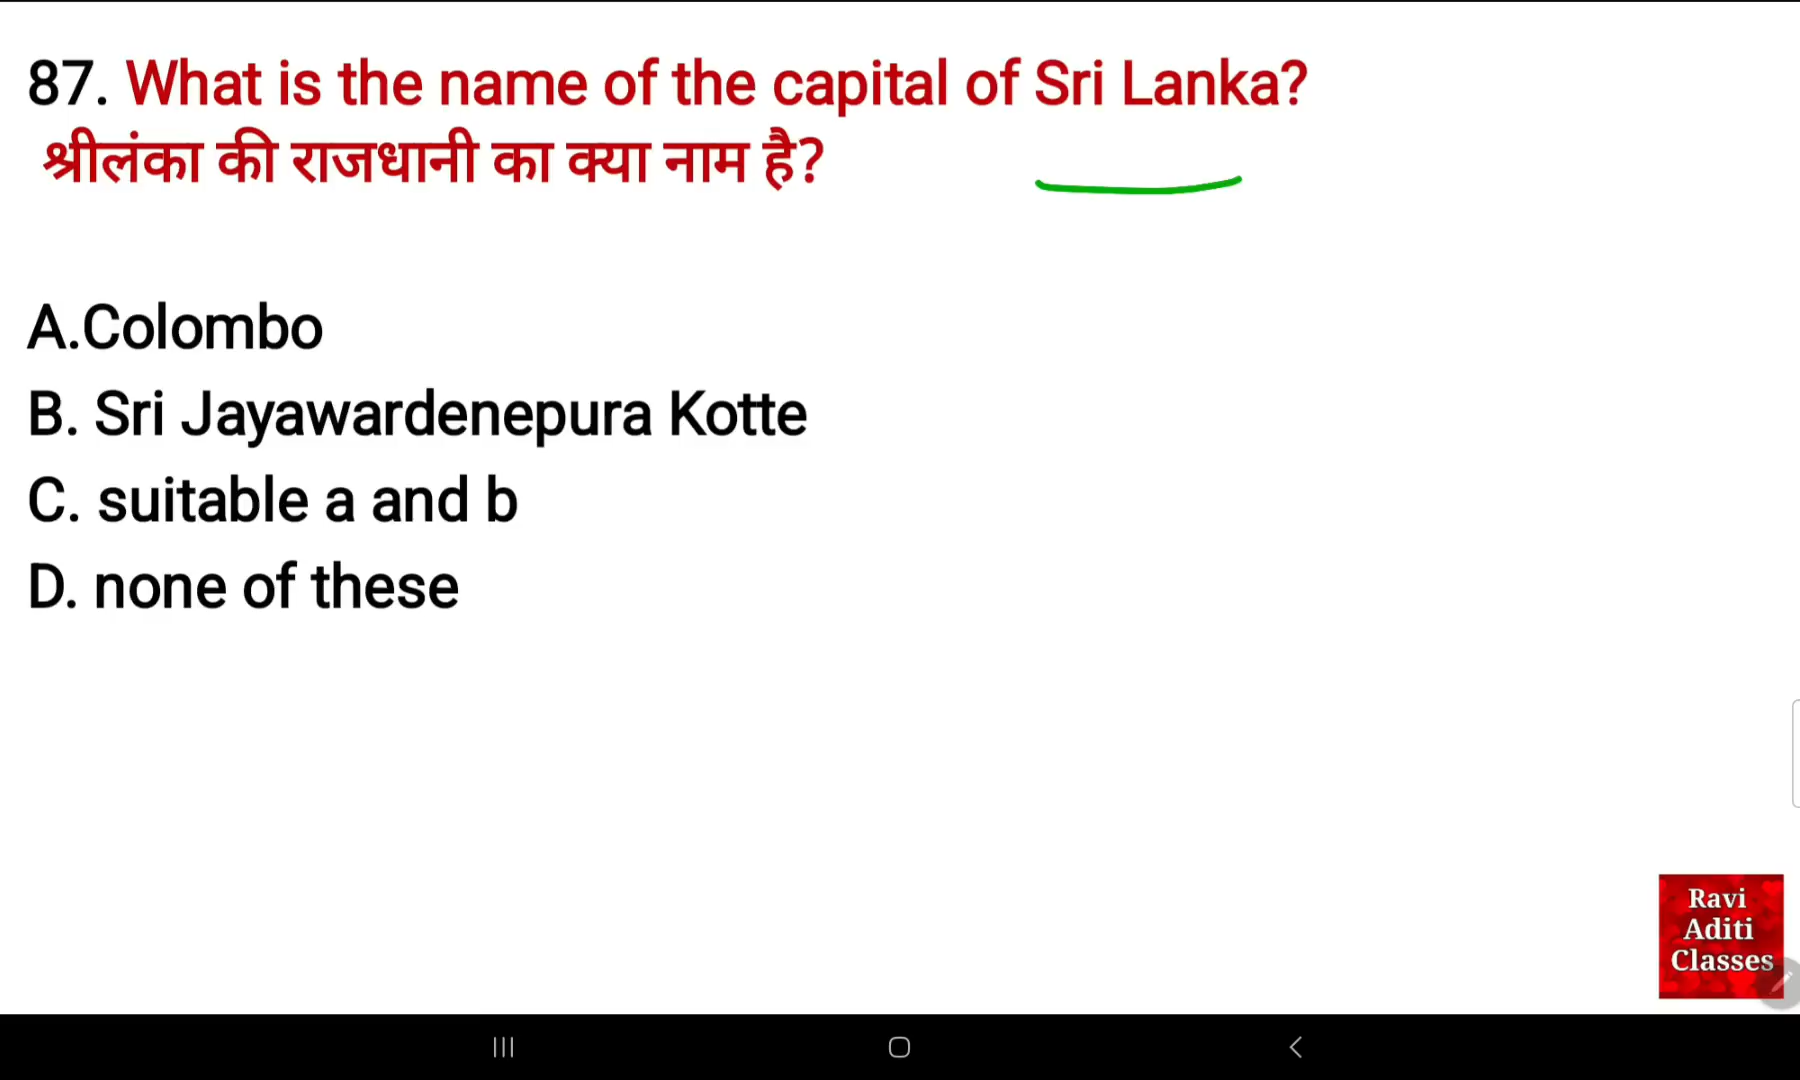 87. What is the name of the capital of Sri Lanka?
श्रीलंका की राजधानी का क्या नाम है?
A.Colombo
B. Sri Jayawardenepura Kotte
C. suitable a and b
D. none of these
Ravi
Aditi
Classes